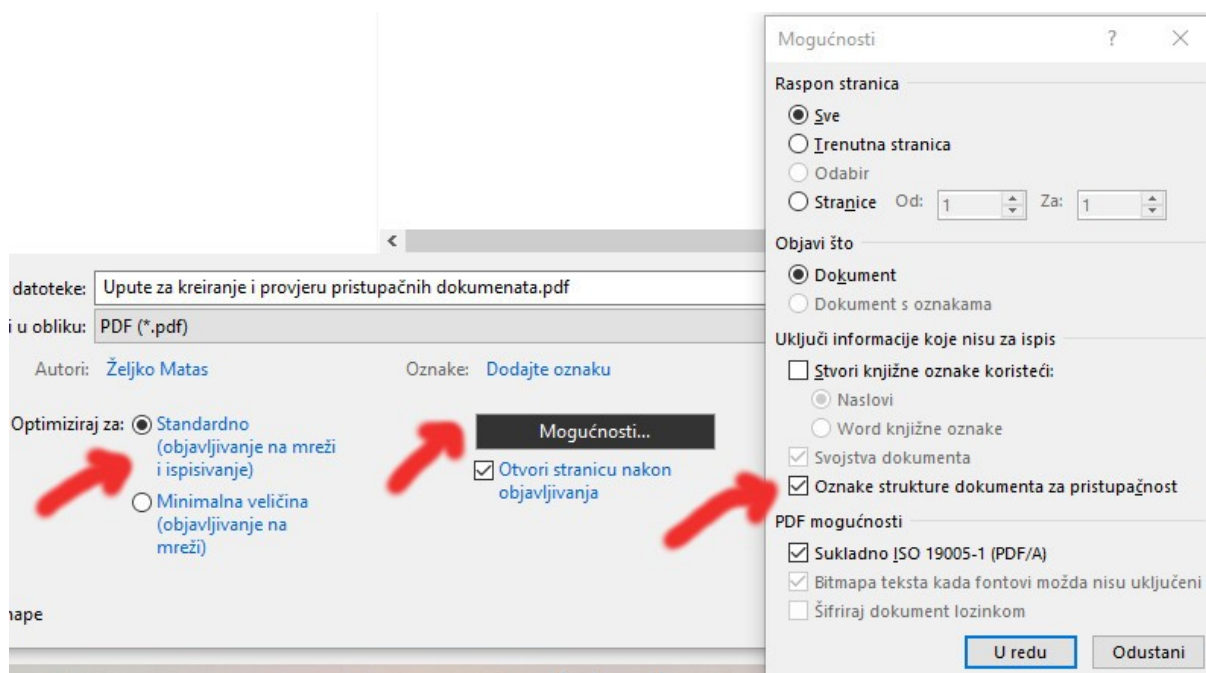 datoteke: Upute za kreiranje i provjeru pristupačnih dokumenata.pdf
i u obliku: PDF (*.pdf)
Autori: Željko Matas
Oznake: Dodajte oznaku
Optimiziraj za: Standardno
(objavljivanje na mreži
i ispisivanje)
Minimalna veličina
(objavljivanje na
mreži)
Mogućnosti...
Otvori stranicu nakon
objavljivanja
nape
Mogućnosti ?
Raspon stranica
Sve
Trenutna stranica
Odabir
Stranice Od: 1 Za: 1
Objavi što
Dokument
Dokument s oznakama
Uključi informacije koje nisu za ispis
Stvori knjižne oznake koristeći:
Naslovi
Word knjižne oznake
Svojstva dokumenta
Oznake strukture dokumenta za pristupačnost
PDF mogućnosti
Sukladno ISO 19005-1 (PDF/A)
Bitmapa teksta kada fontovi možda nisu uključeni
Šifriraj dokument lozinkom
U redu Odustani